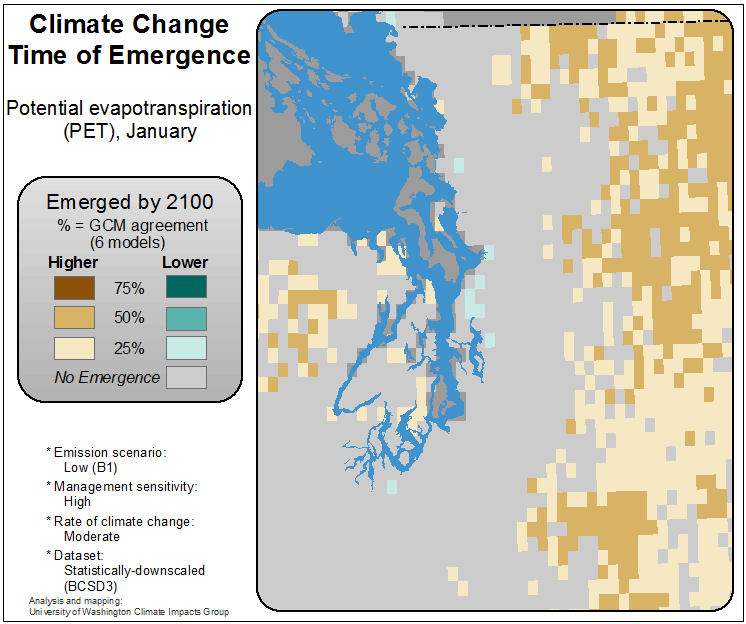 Climate Change
Time of Emergence
Potential evapotranspiration
(PET), January
Emerged by 2100
% = GCM agreement
(6 models)
Higher Lower
75%
50%
25%
No Emergence
* Emission scenario:
Low (B1)
* Management sensitivity:
High
* Rate of climate change:
Moderate
* Dataset:
Statistically-downscaled
(BCSD3)
Analysis and mapping:
University of Washington Climate Impacts Group